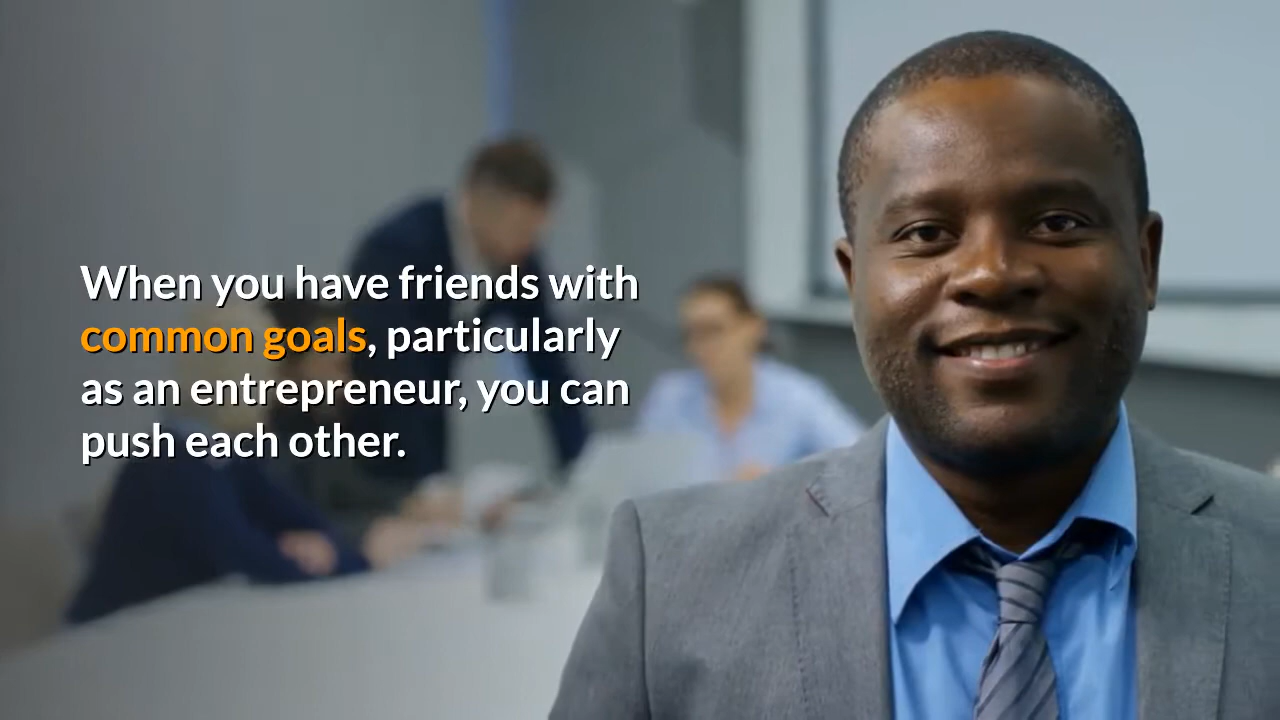 When you have friends with
common goals, particularly
as an entrepreneur, you can
push each other.